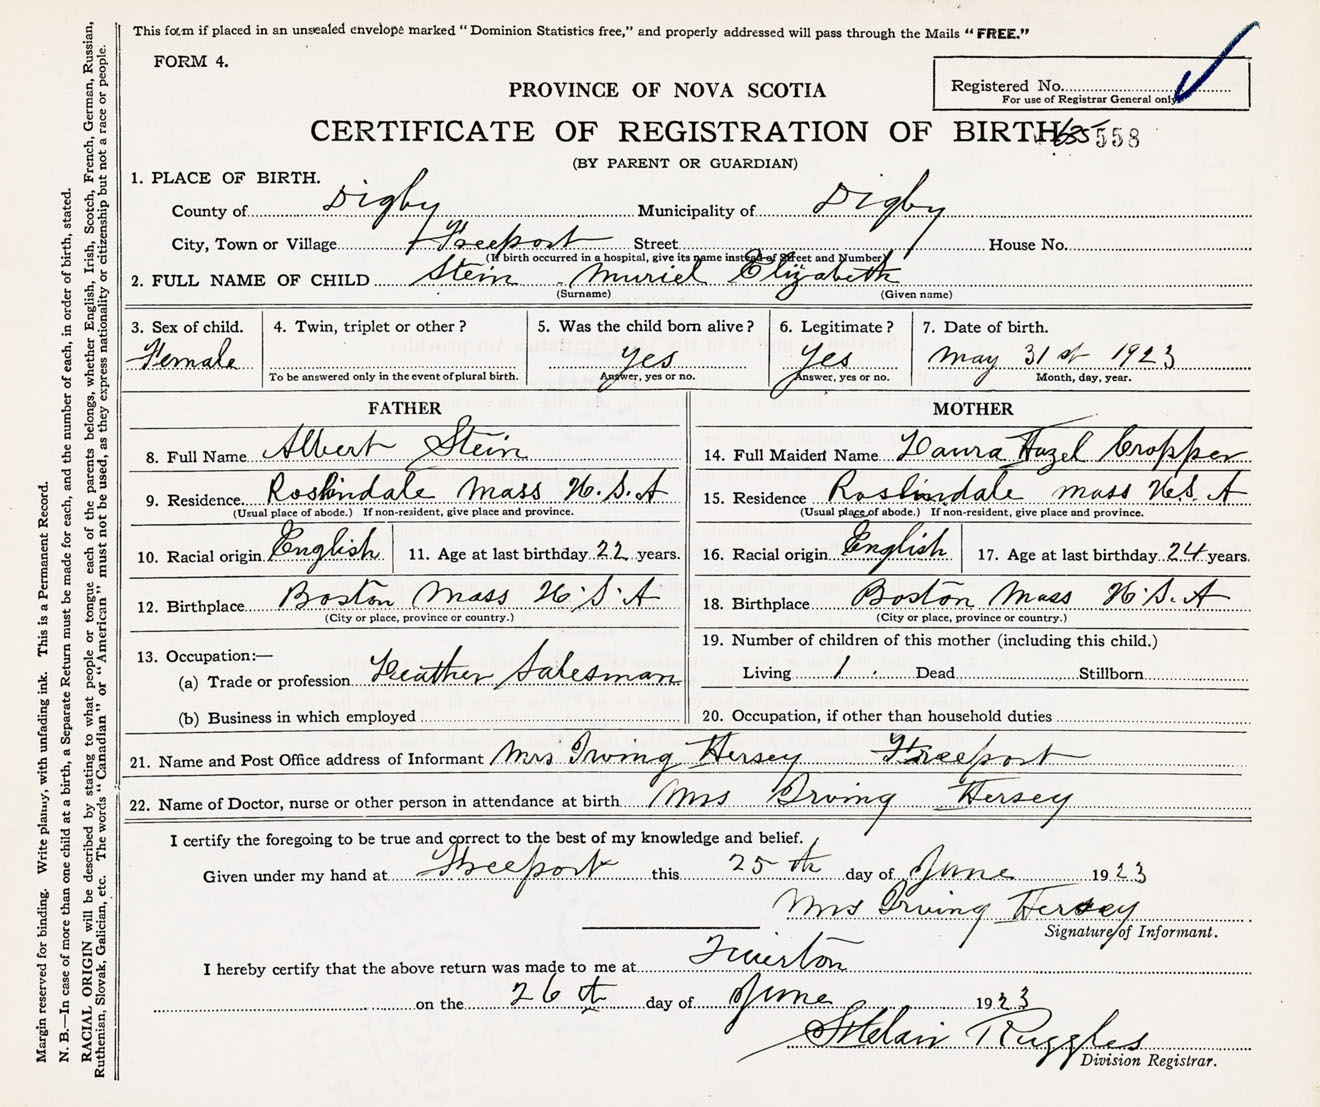 This form if placed in an unsealed envelope marked "Dominion Statistics free," and properly addressed will pass through the Mails "FREE."
FORM 4.
Registered No.
For use of Registrar General only
PROVINCE OF NOVA SCOTIA
CERTIFICATE OF REGISTRATION OF BIRTH 558
(BY PARENT OR GUARDIAN)
1. PLACE OF BIRTH.
County of Digby Municipality of Digby
City, Town or Village Freeport Street House No.
(If birth occurred in a hospital, give its name instead of Street and Number)
2. FULL NAME OF CHILD Stein Muriel Elizabeth
(Surname) (Given name)
3. Sex of child. 4. Twin, triplet or other? 5. Was the child born alive? 6. Legitimate? 7. Date of birth.
Female yes yes May 31st 1923
To be answered only in the event of plural birth. Answer, yes or no. Answer, yes or no. Month, day, year.
FATHER
8. Full Name Albert Stein
9. Residence Roslindale Mass U.S.A
(Usual place of abode.) If non-resident, give place and province.
10. Racial origin English 11. Age at last birthday 22 years.
12. Birthplace Boston Mass U.S.A
(City or place, province or country.)
13. Occupation:—
(a) Trade or profession Leather Salesman
(b) Business in which employed
MOTHER
14. Full Maiden Name Laura Hazel Cropper
15. Residence Roslindale Mass U.S.A
(Usual place of abode.) If non-resident, give place and province.
16. Racial origin English 17. Age at last birthday 24 years.
18. Birthplace Boston Mass U.S.A
(City or place, province or country.)
19. Number of children of this mother (including this child.)
Living 1 Dead Stillborn
20. Occupation, if other than household duties
21. Name and Post Office address of Informant Mrs Irving Hersey Freeport
22. Name of Doctor, nurse or other person in attendance at birth Mrs Irving Hersey
I certify the foregoing to be true and correct to the best of my knowledge and belief.
Given under my hand at Freeport this 25th day of June 1923
Mrs Irving Hersey
Signature of Informant.
I hereby certify that the above return was made to me at Tiverton
on the 26th day of June 1923
Ruggles
Division Registrar.
Margin reserved for binding. Write plainly, with unfading ink. This is a Permanent Record.
N. B.—In case of more than one child at a birth, a Separate Return must be made for each, and the number of each, in order of birth, stated.
RACIAL ORIGIN will be described by stating to what people or tongue each of the parents belongs, whether English, Irish, Scotch, French, German, Russian,
Ruthenian, Slovak, Galician, etc. The words "Canadian" or "American" must not be used, as they express nationality or citizenship but not a race or people.